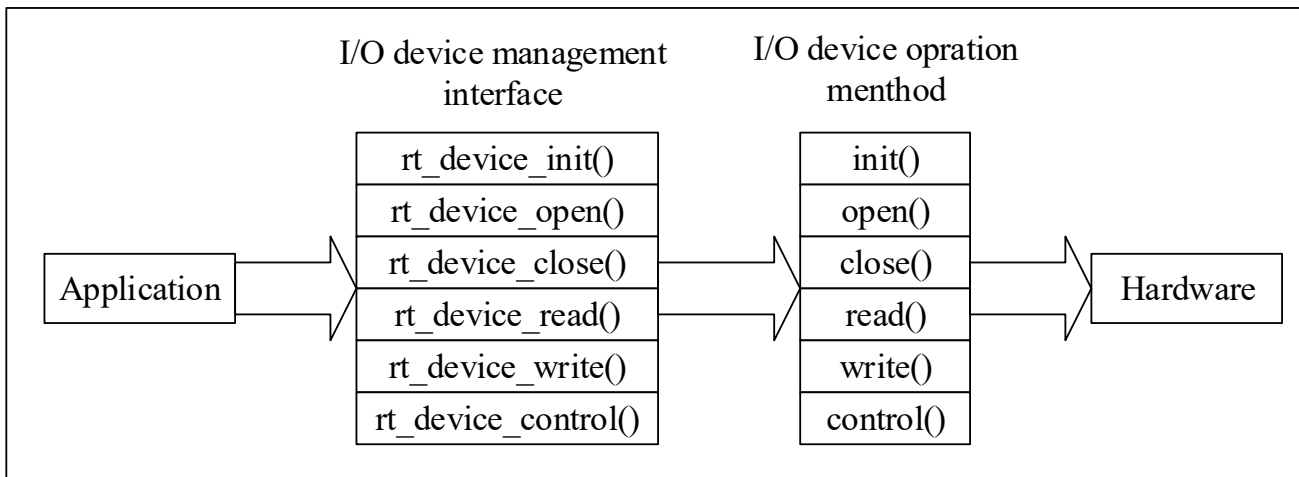 I/O device management
interface
I/O device opration
menthod
rt_device_init()
rt_device_open()
rt_device_close()
rt_device_read()
rt_device_write()
rt_device_control()
init()
open()
close()
read()
write()
control()
Application
Hardware